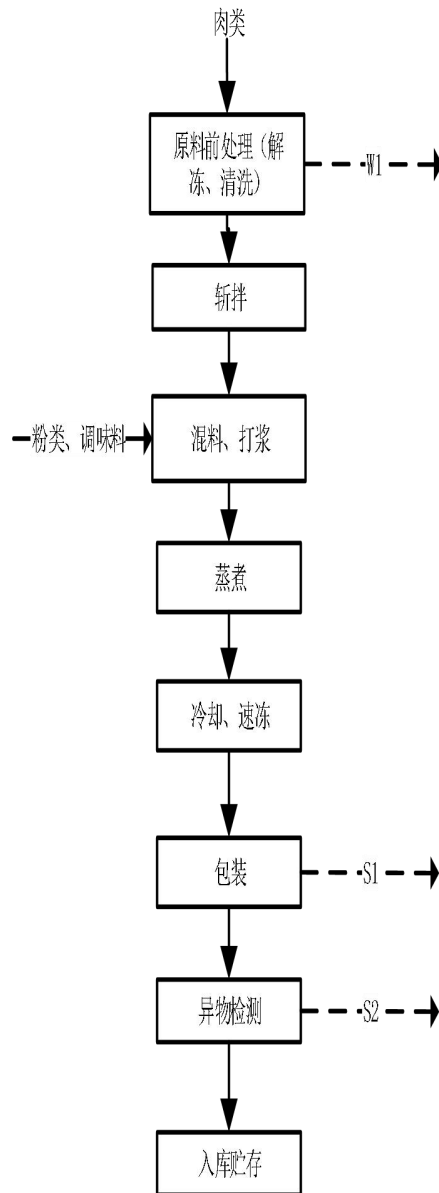 肉类
原料前处理（解
冻、清洗）
W1
斩拌
粉类、调味料
混料、打浆
蒸煮
冷却、速冻
包装
S1
异物检测
S2
入库贮存